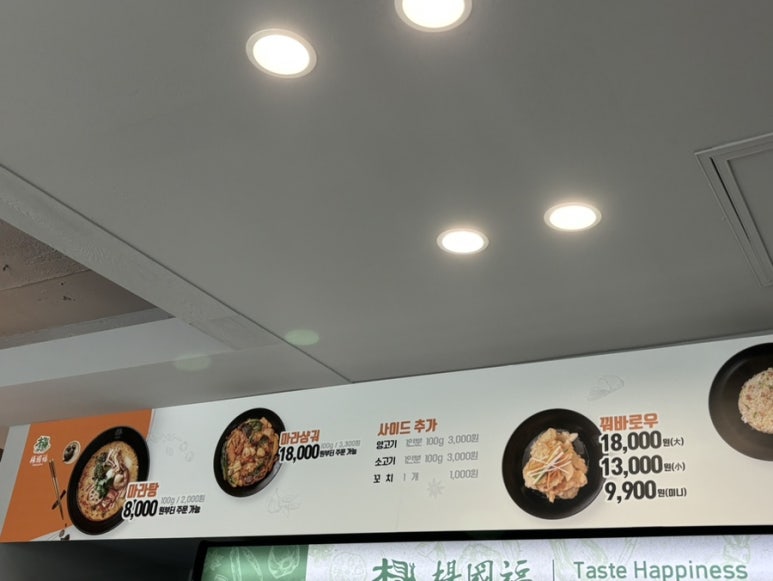 마라탕
100g / 2,000원
8,000원부터 주문 가능
마라샹궈
100g / 3,300원
18,000원부터 주문 가능
사이드 추가
양고기 1인분 100g 3,000원
소고기 1인분 100g 3,000원
꼬 치 1 개 1,000원
꿔바로우
18,000원(大)
13,000원(小)
9,900원(미니)
楊國福 | Taste Happiness